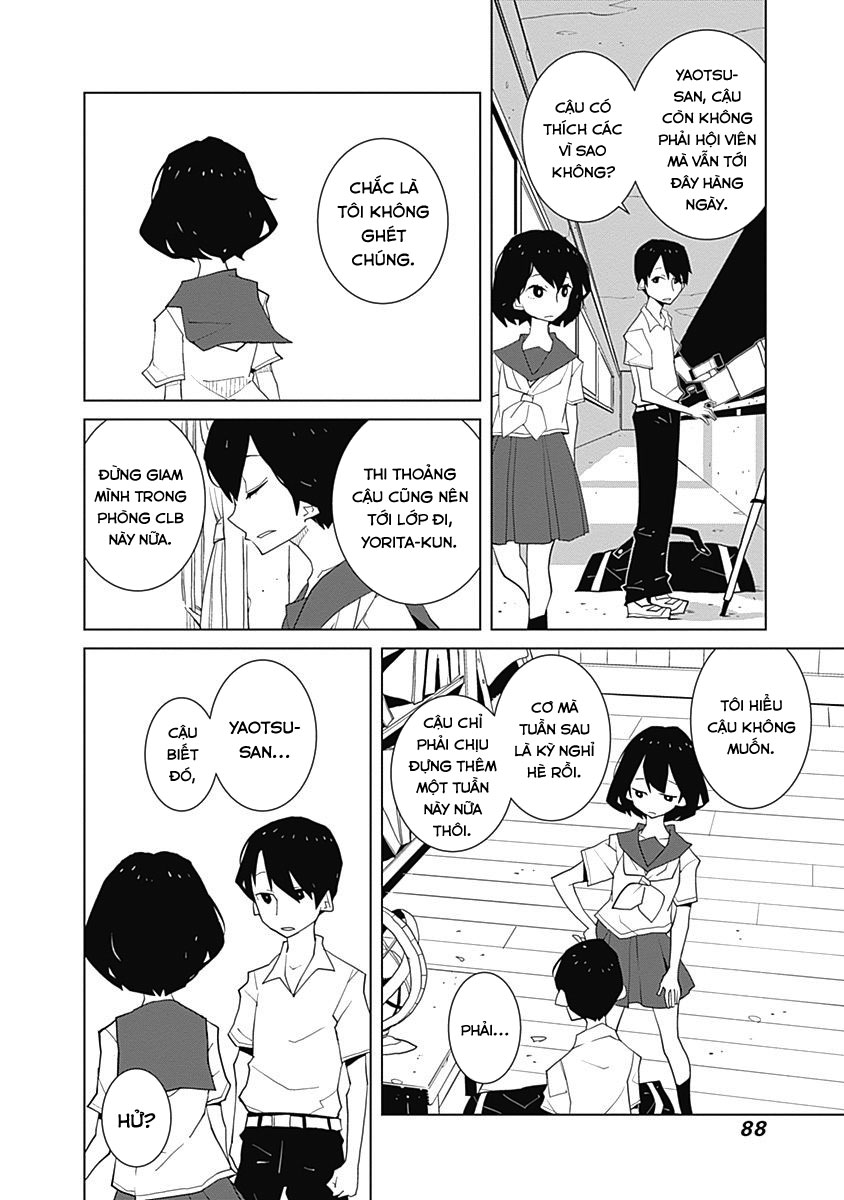 YAOTSU-
SAN, CẬU
CÒN KHÔNG
PHẢI HỘI VIÊN
MÀ VẪN TỚI
ĐÂY HÀNG
NGÀY.
CẬU CÓ
THÍCH CÁC
VÌ SAO
KHÔNG?
CHẮC LÀ
TÔI KHÔNG
GHÉT
CHÚNG.
THI THOẢNG
CẬU CŨNG NÊN
TỚI LỚP ĐI,
YORITA-KUN.
ĐỪNG GIAM
MÌNH TRONG
PHÒNG CLB
NÀY NỮA.
TÔI HIỂU
CẬU KHÔNG
MUỐN.
CƠ MÀ
TUẦN SAU
LÀ KỲ NGHỈ
HÈ RỒI.
CẬU CHỈ
PHẢI CHỊU
ĐỰNG THÊM
MỘT TUẦN
NÀY NỮA
THÔI.
PHẢI...
YAOTSU-
SAN...
CẬU
BIẾT
ĐÓ,
HỬ?
88